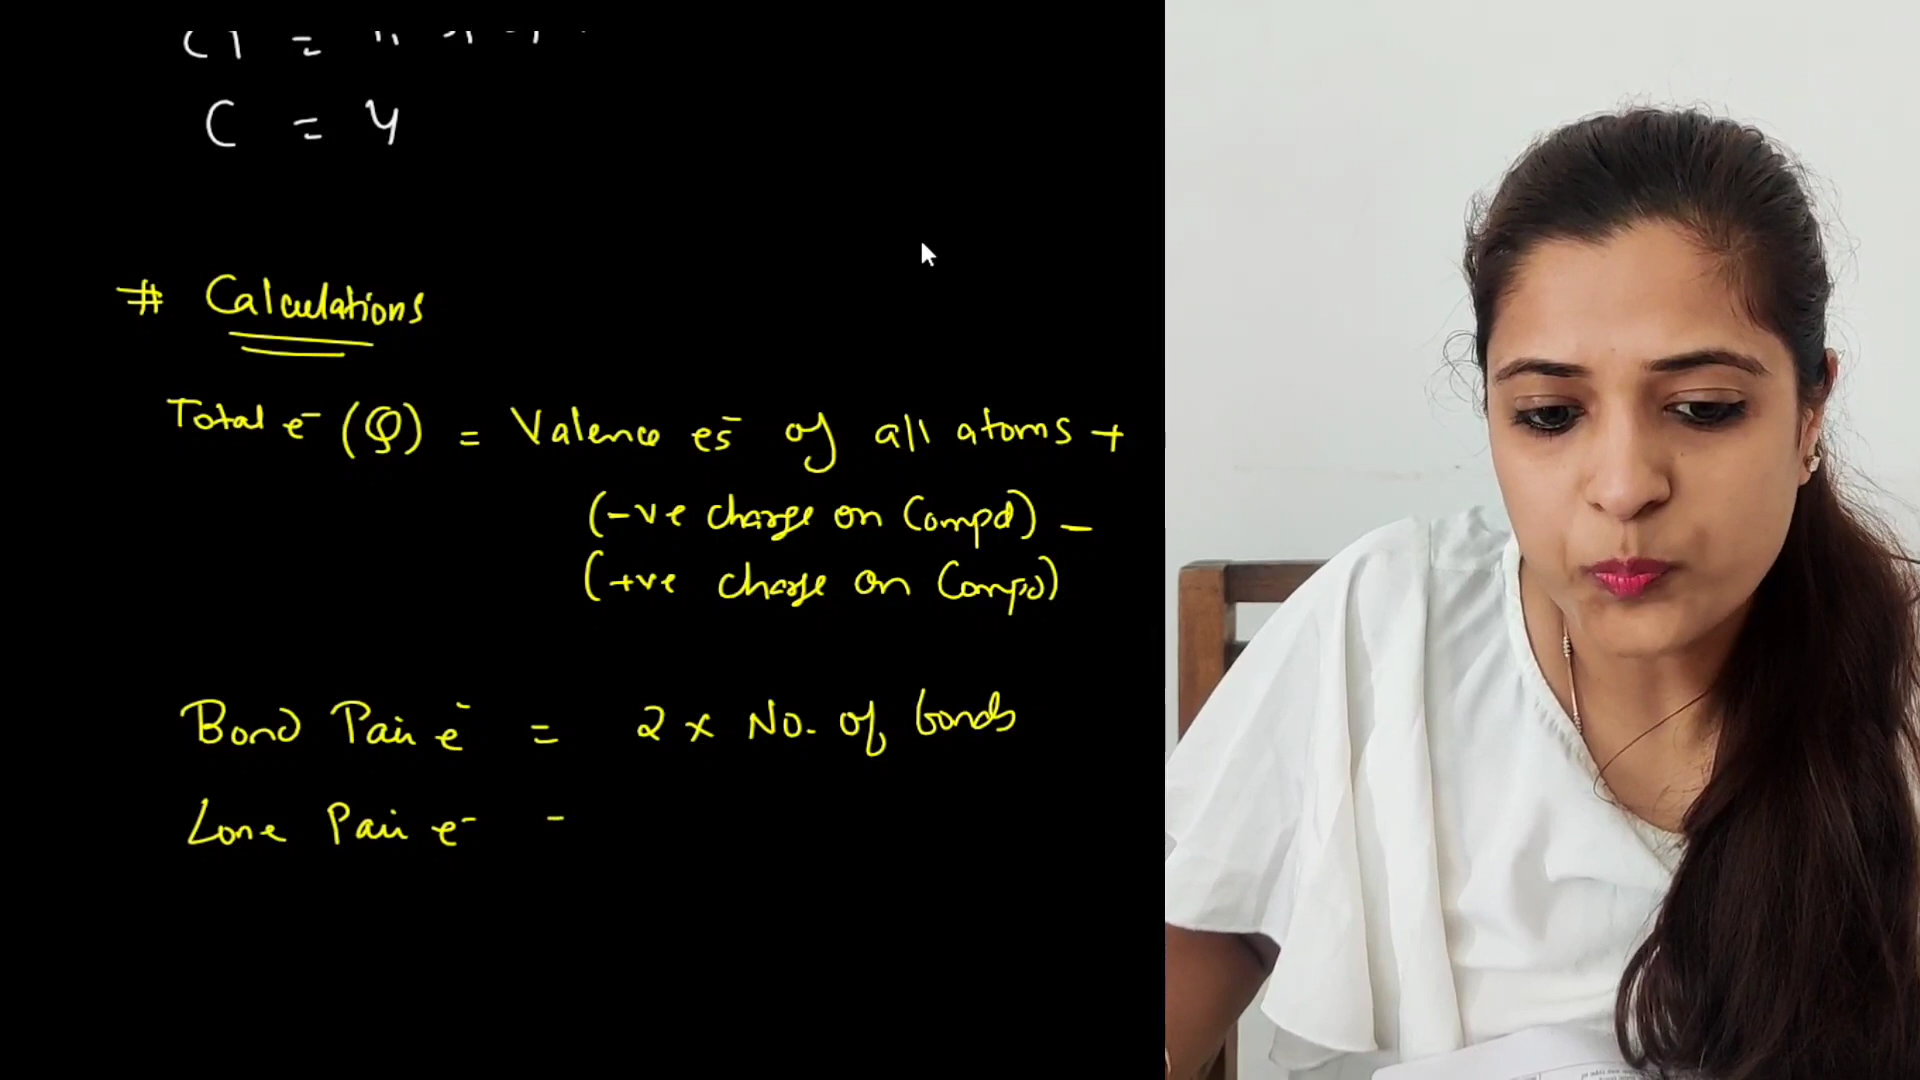 C = 4
# Calculations
Total e⁻ (Q) = Valence es⁻ of all atoms +
(-ve charge on Compd) -
(+ve charge on Compd)
Bond Pair e⁻ = 2 x No. of bonds
Lone Pair e⁻ -